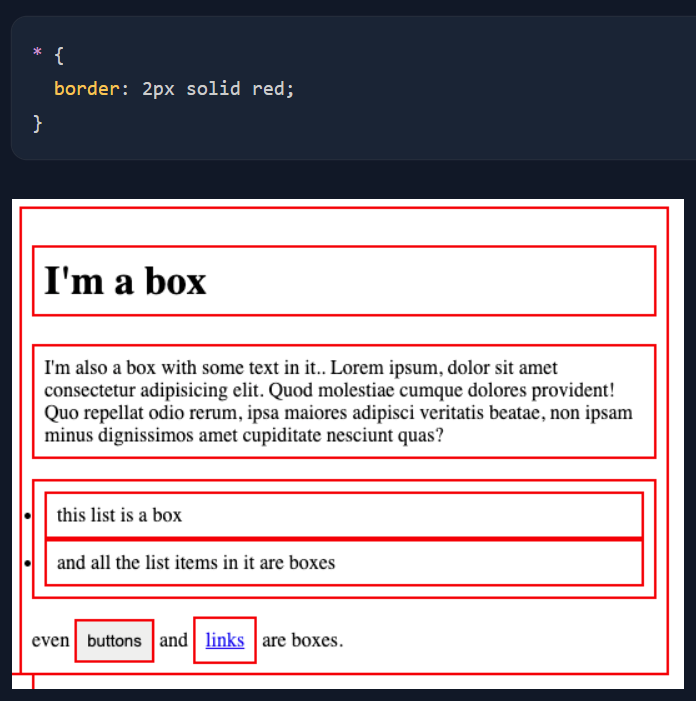 * {
border: 2px solid red;
}
I'm a box
I'm also a box with some text in it.. Lorem ipsum, dolor sit amet
consectetur adipisicing elit. Quod molestiae cumque dolores provident!
Quo repellat odio rerum, ipsa maiores adipisci veritatis beatae, non ipsam
minus dignissimos amet cupiditate nesciunt quas?
this list is a box
and all the list items in it are boxes
even buttons and links are boxes.